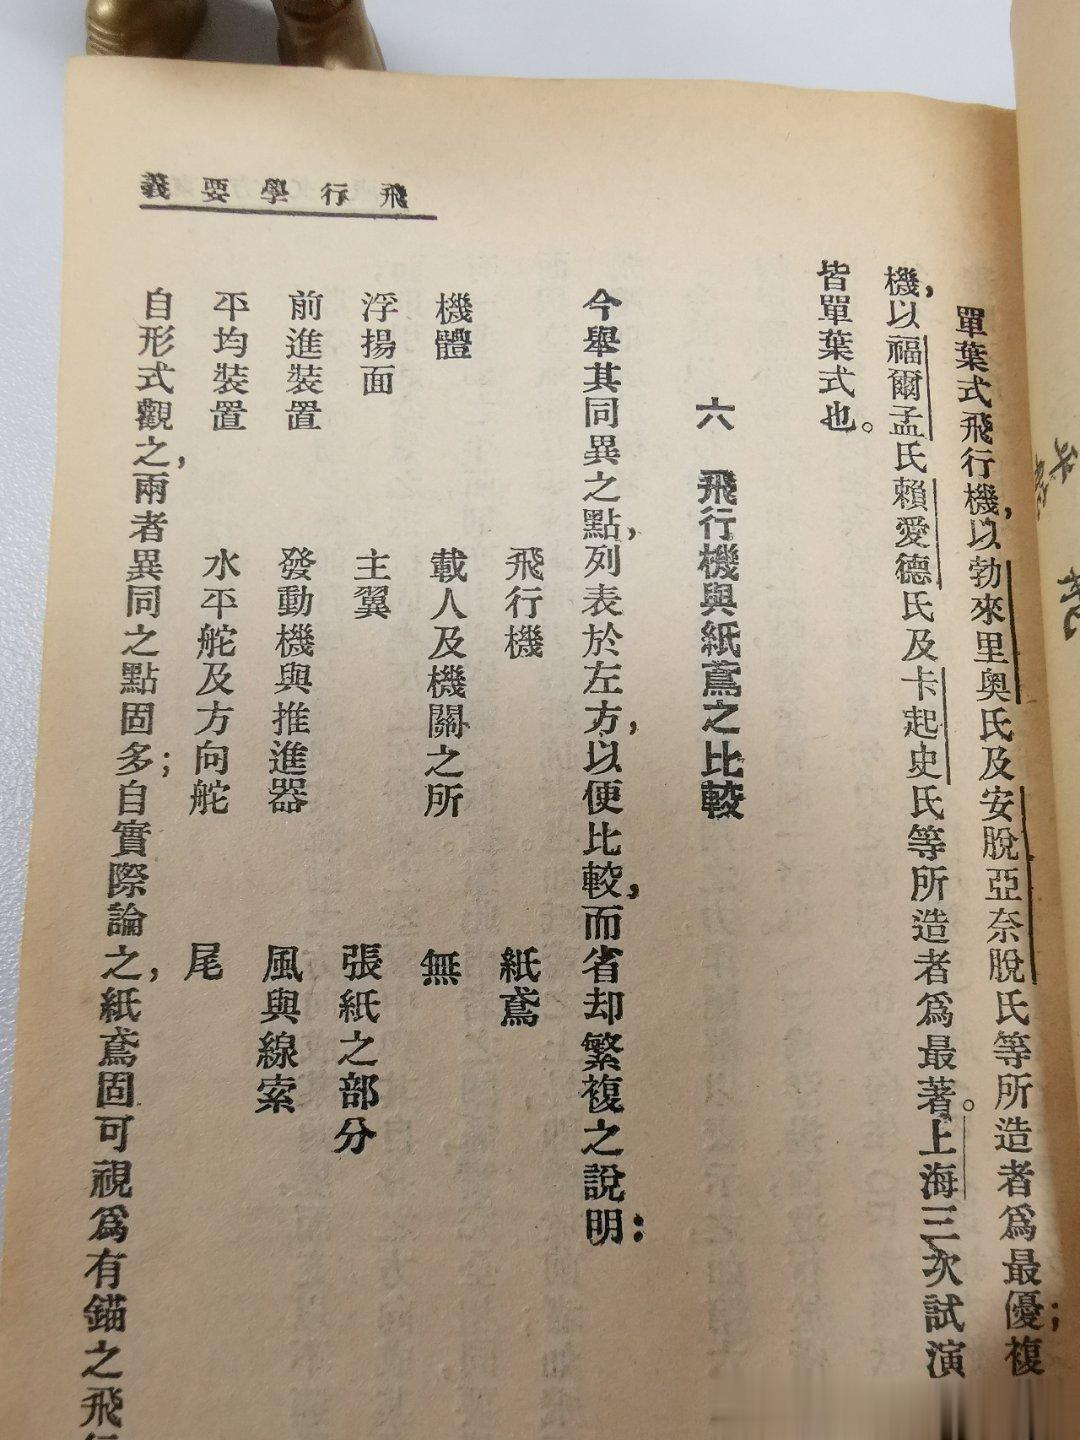 飛行學要義
單葉式飛行機，以勃來里奧氏及安脫亞奈脫氏等所造者爲最優；複
機，以福爾孟氏賴愛德氏及卡起史氏等所造者爲最著。上海三次試演
皆單葉式也。
六　飛行機與紙鳶之比較
今舉其同異之點，列表於左方，以便比較，而省却繁複之說明：
飛行機　紙鳶
機體　載人及機關之所　無
浮揚面　主翼　張紙之部分
前進裝置　發動機與推進器　風與線索
平均裝置　水平舵及方向舵　尾
自形式觀之，兩者異同之點固多；自實際論之，紙鳶固可視爲有錨之飛